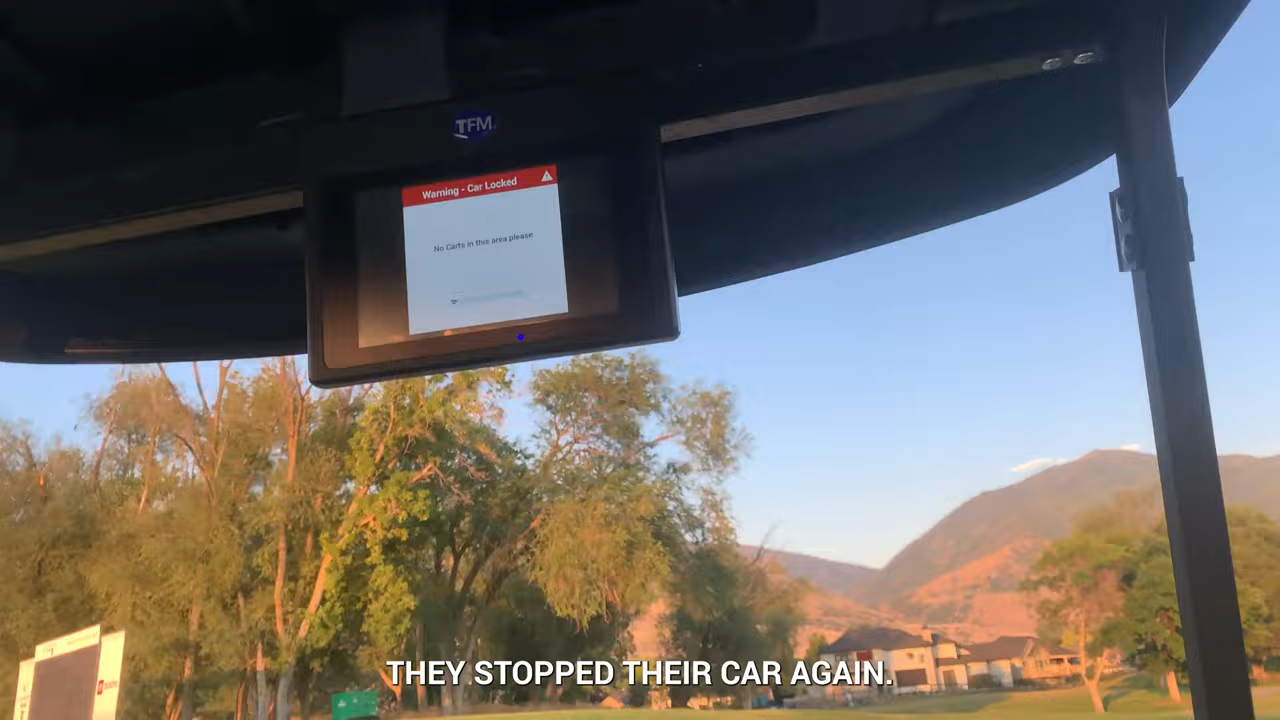 TFM
Warning - Car Locked
No Carts in this area please
THEY STOPPED THEIR CAR AGAIN.